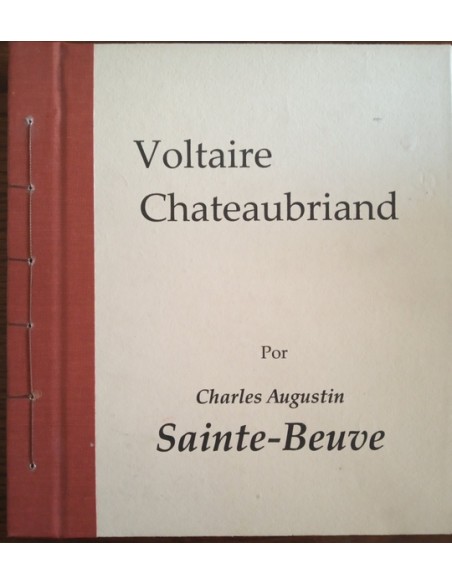 Voltaire
Chateaubriand
Por
Charles Augustin
Sainte-Beuve